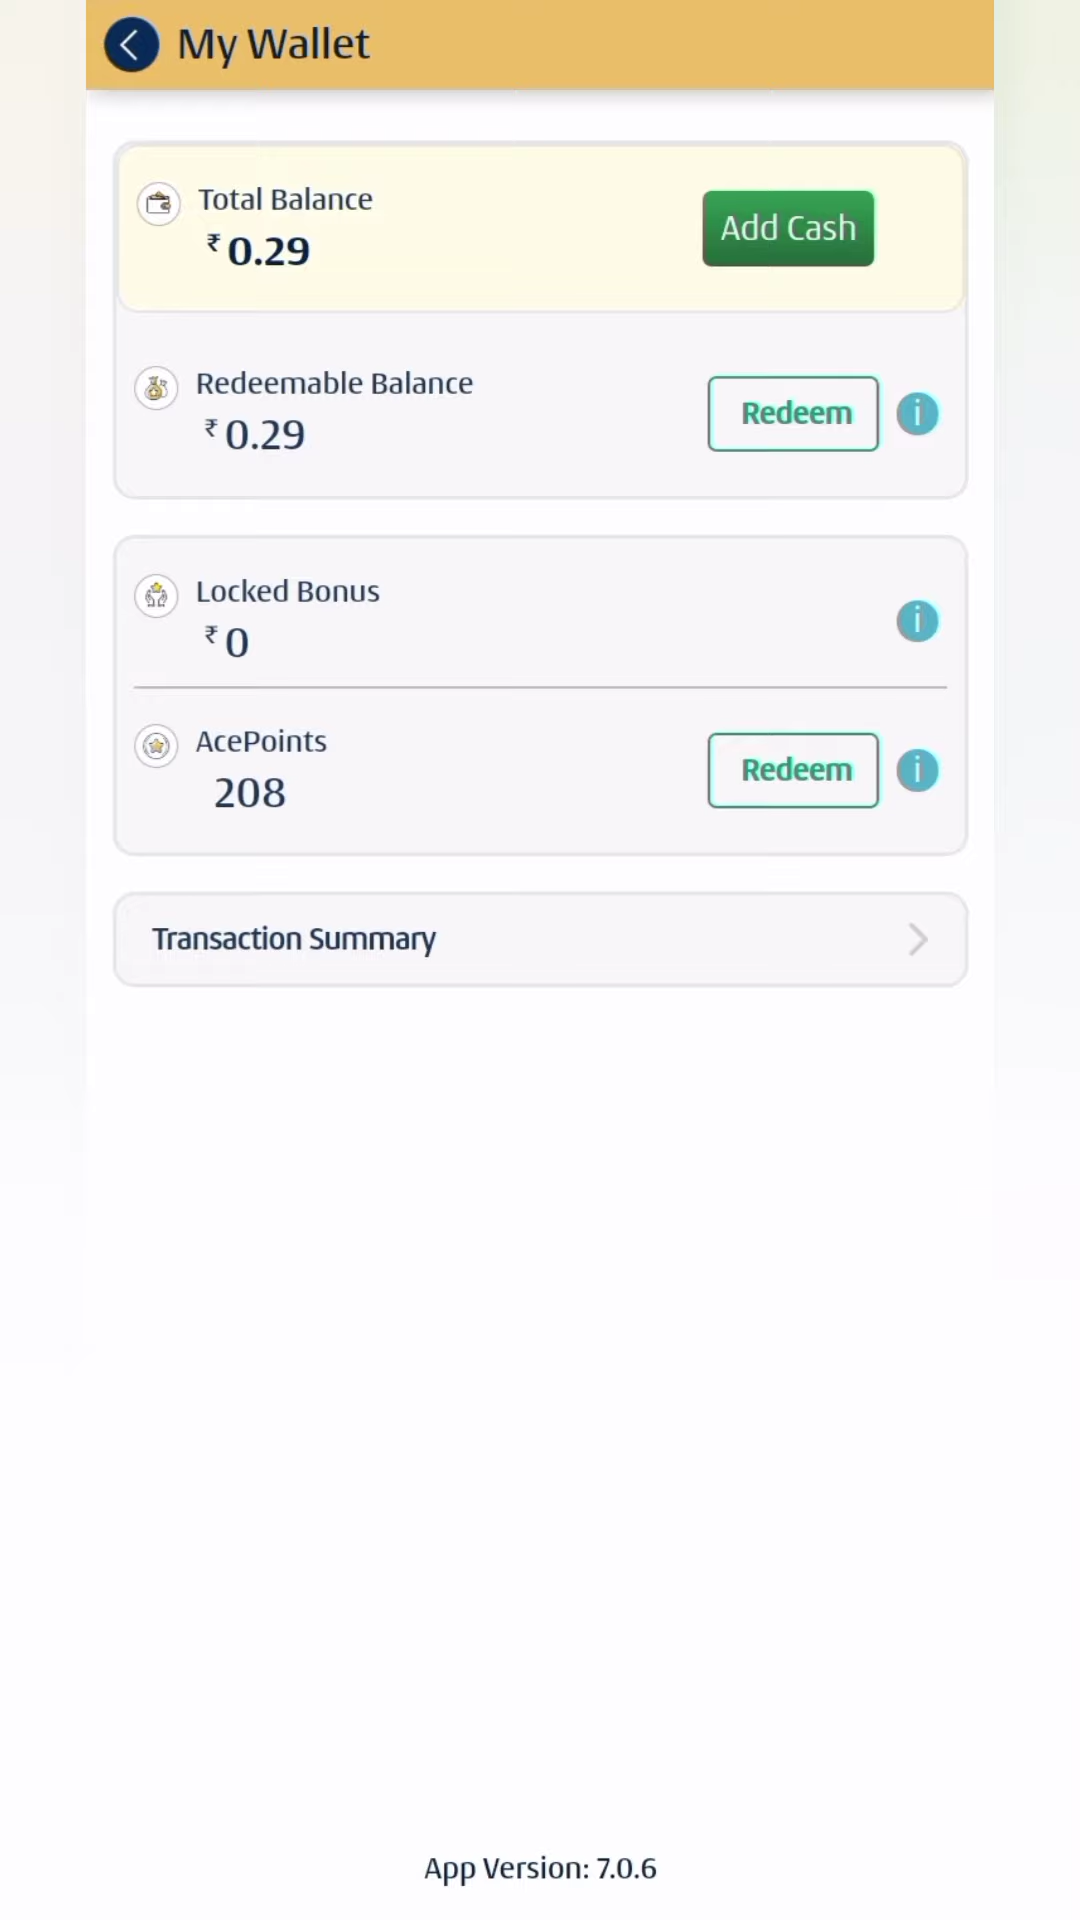 My Wallet
Total Balance
₹ 0.29
Add Cash
Redeemable Balance
₹ 0.29
Redeem
i
Locked Bonus
₹ 0
i
AcePoints
208
Redeem
i
Transaction Summary
App Version: 7.0.6